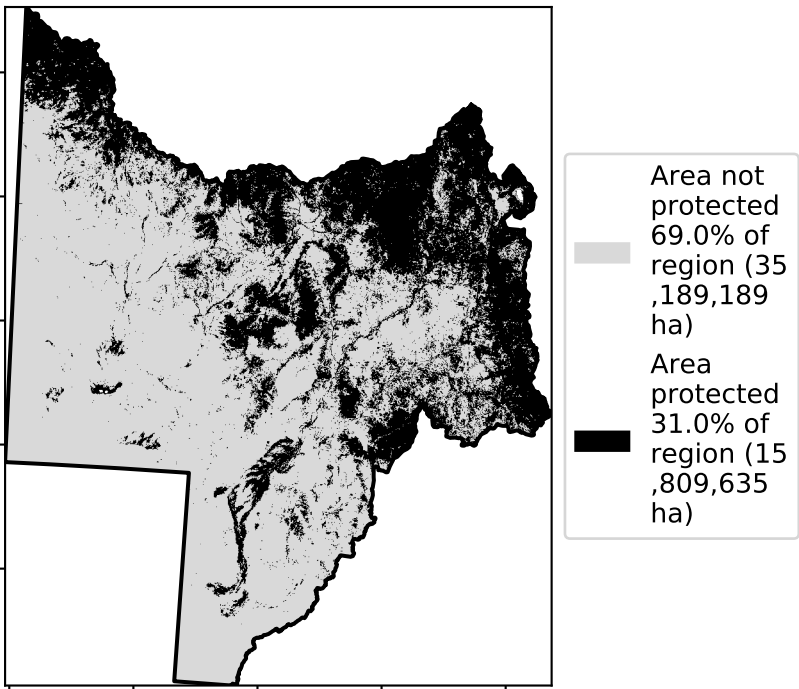 Area not
protected
69.0% of
region (35
,189,189
ha)
Area
protected
31.0% of
region (15
,809,635
ha)